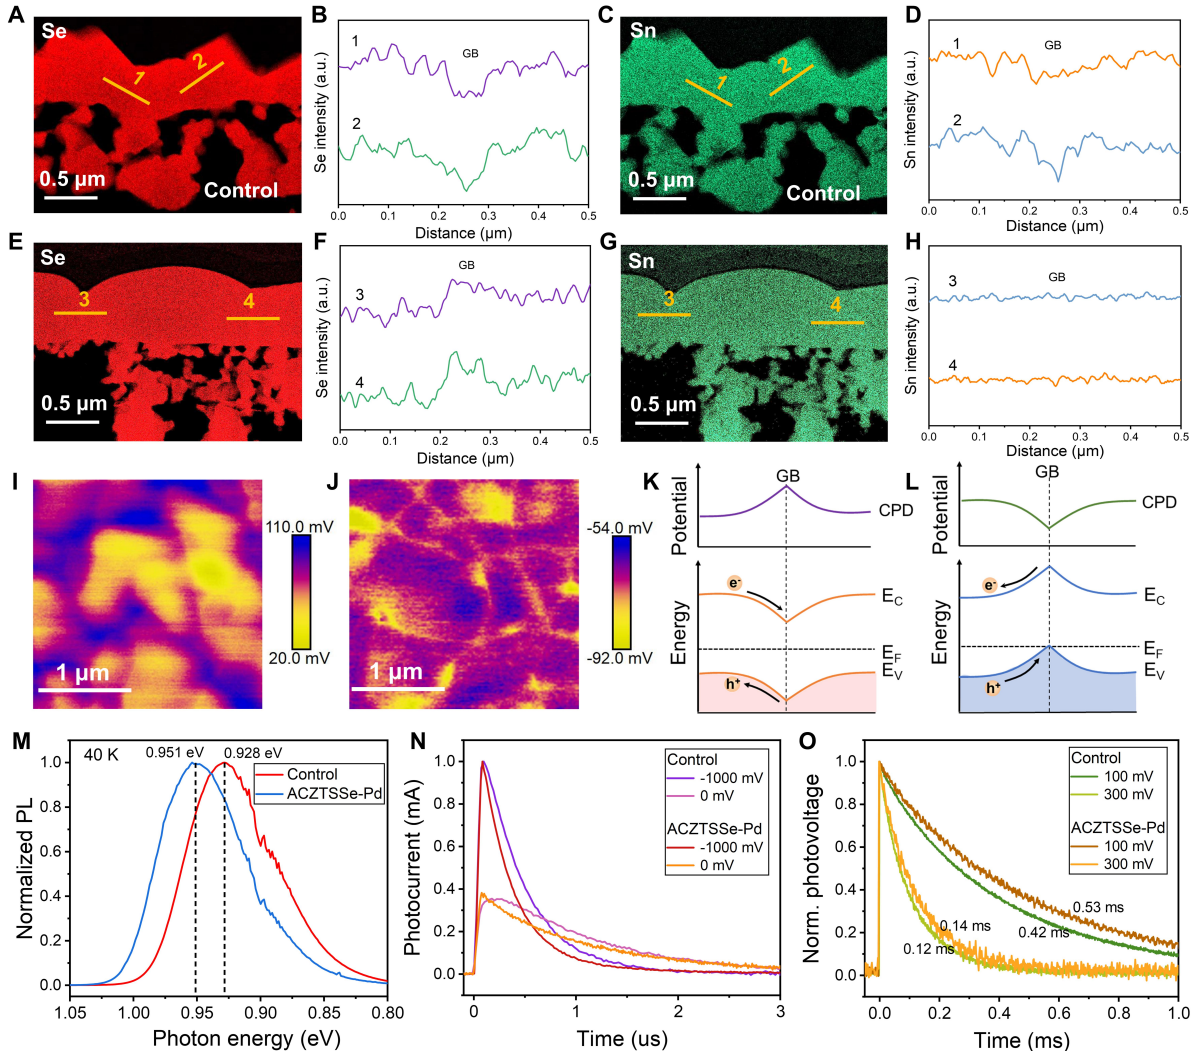 A
Se
1
2
0.5 µm
Control
B
1
GB
2
Se intensity (a.u.)
0.0 0.1 0.2 0.3 0.4 0.5
Distance (µm)
C
Sn
1
2
0.5 µm
Control
D
1
GB
2
Sn intensity (a.u.)
0.0 0.1 0.2 0.3 0.4 0.5
Distance (µm)
E
Se
3
4
0.5 µm
F
GB
3
4
Se intensity (a.u.)
0.0 0.1 0.2 0.3 0.4 0.5
Distance (µm)
G
Sn
3
4
0.5 µm
H
3
GB
4
Sn intensity (a.u.)
0.0 0.1 0.2 0.3 0.4 0.5
Distance (µm)
I
1 µm
110.0 mV
20.0 mV
J
1 µm
-54.0 mV
-92.0 mV
K
GB
Potential
CPD
Energy
e-
EC
EF
EV
h+
L
GB
Potential
CPD
Energy
e-
EC
EF
EV
h+
M
40 K
0.951 eV
0.928 eV
Control
ACZTSSe-Pd
Normalized PL
1.0
0.8
0.6
0.4
0.2
0.0
1.05 1.00 0.95 0.90 0.85 0.80
Photon energy (eV)
N
Control
-1000 mV
0 mV
ACZTSSe-Pd
-1000 mV
0 mV
Photocurrent (mA)
1.0
0.8
0.6
0.4
0.2
0.0
0 1 2 3
Time (us)
O
Control
100 mV
300 mV
ACZTSSe-Pd
100 mV
300 mV
0.53 ms
0.42 ms
0.14 ms
0.12 ms
Norm. photovoltage
1.0
0.8
0.6
0.4
0.2
0.0
0.0 0.2 0.4 0.6 0.8 1.0
Time (ms)